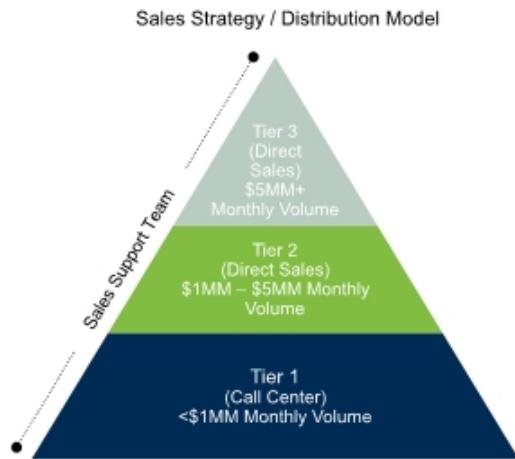 Sales Strategy / Distribution Model
Tier 3
(Direct
Sales)
$5MM+
Monthly Volume
Sales Support Team
Tier 2
(Direct Sales)
$1MM – $5MM Monthly
Volume
Tier 1
(Call Center)
<$1MM Monthly Volume